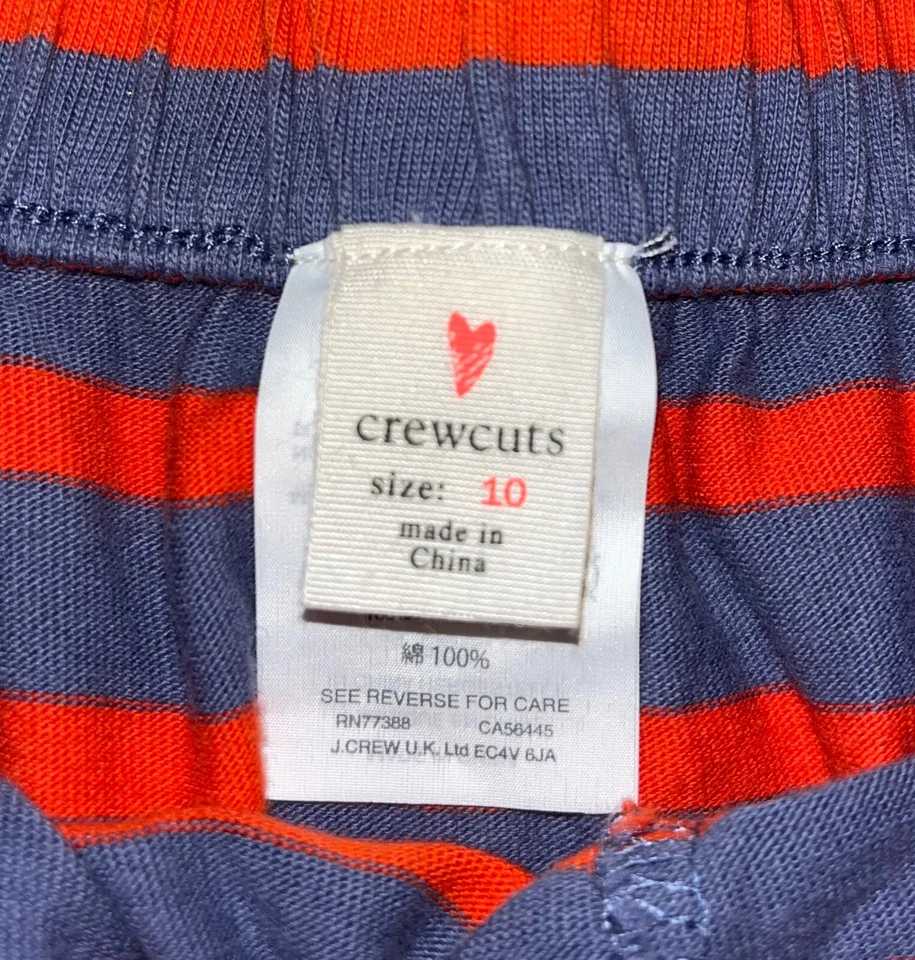 crewcuts
size: 10
made in
China
綿 100%
SEE REVERSE FOR CARE
RN77388 CA56445
J.CREW U.K. Ltd EC4V 6JA